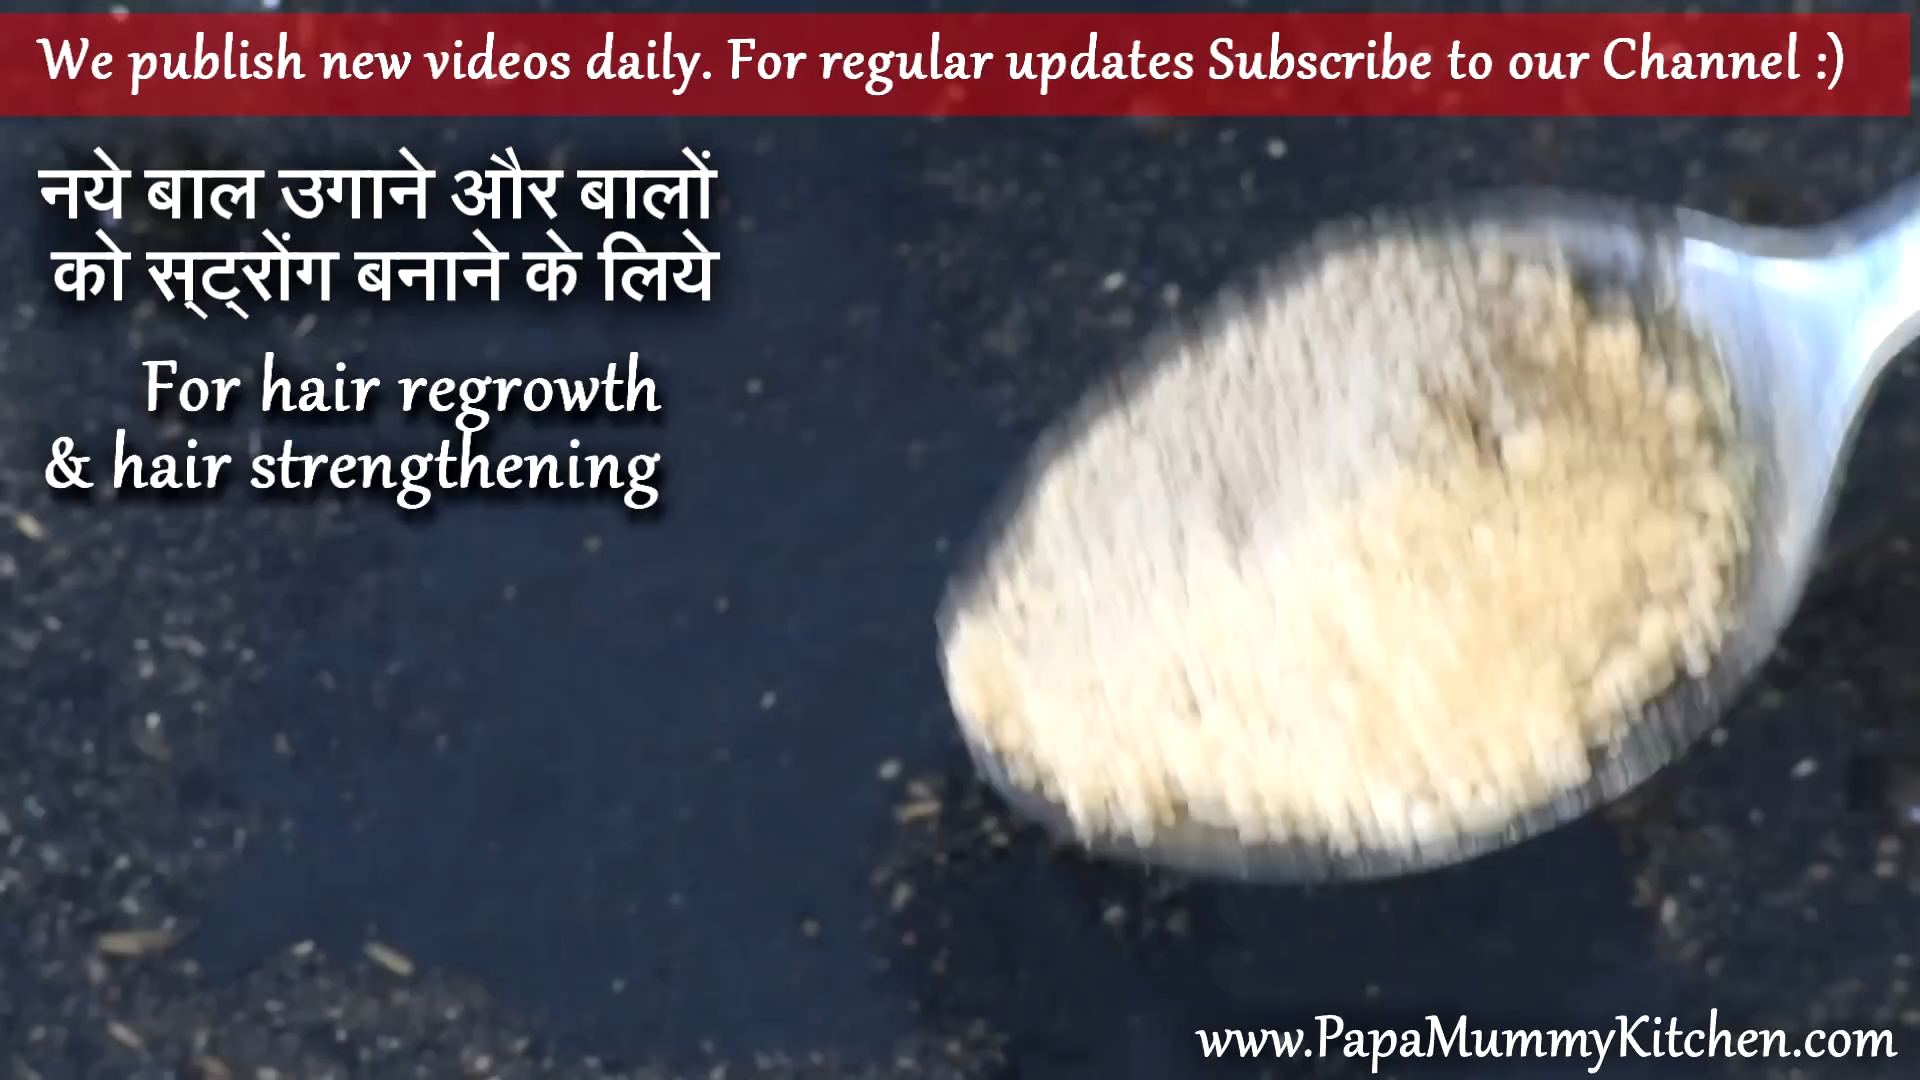 We publish new videos daily. For regular updates Subscribe to our Channel :)
नये बाल उगाने और बालों
को स्ट्रोंग बनाने के लिये
For hair regrowth
& hair strengthening
www.PapaMummyKitchen.com